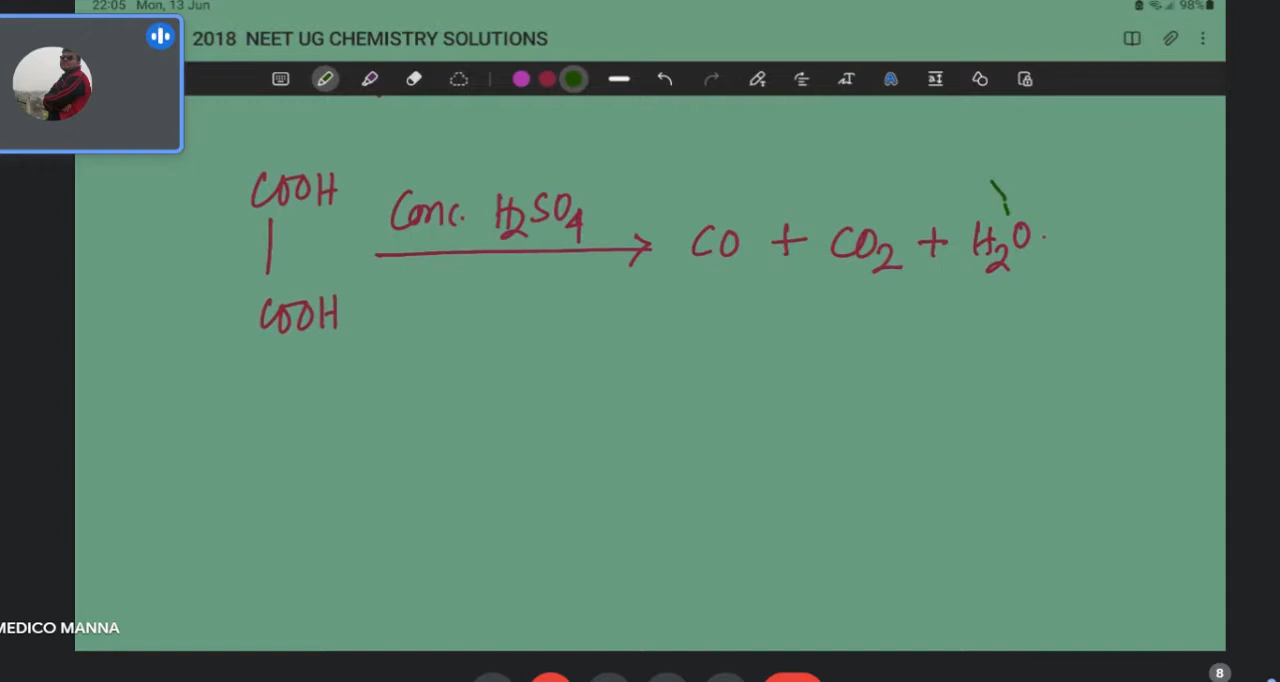 22:05 Mon, 13 Jun
98%
2018 NEET UG CHEMISTRY SOLUTIONS
COOH
|
COOH
Conc. H2SO4
→ CO + CO2 + H2O.
MEDICO MANNA
8